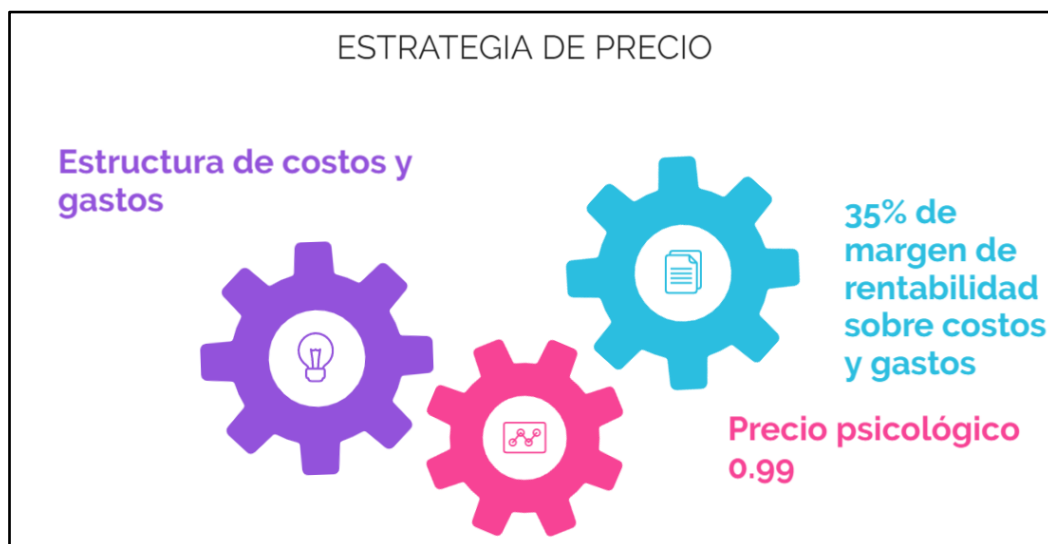 ESTRATEGIA DE PRECIO
Estructura de costos y
gastos
35% de
margen de
rentabilidad
sobre costos
y gastos
Precio psicológico
0.99